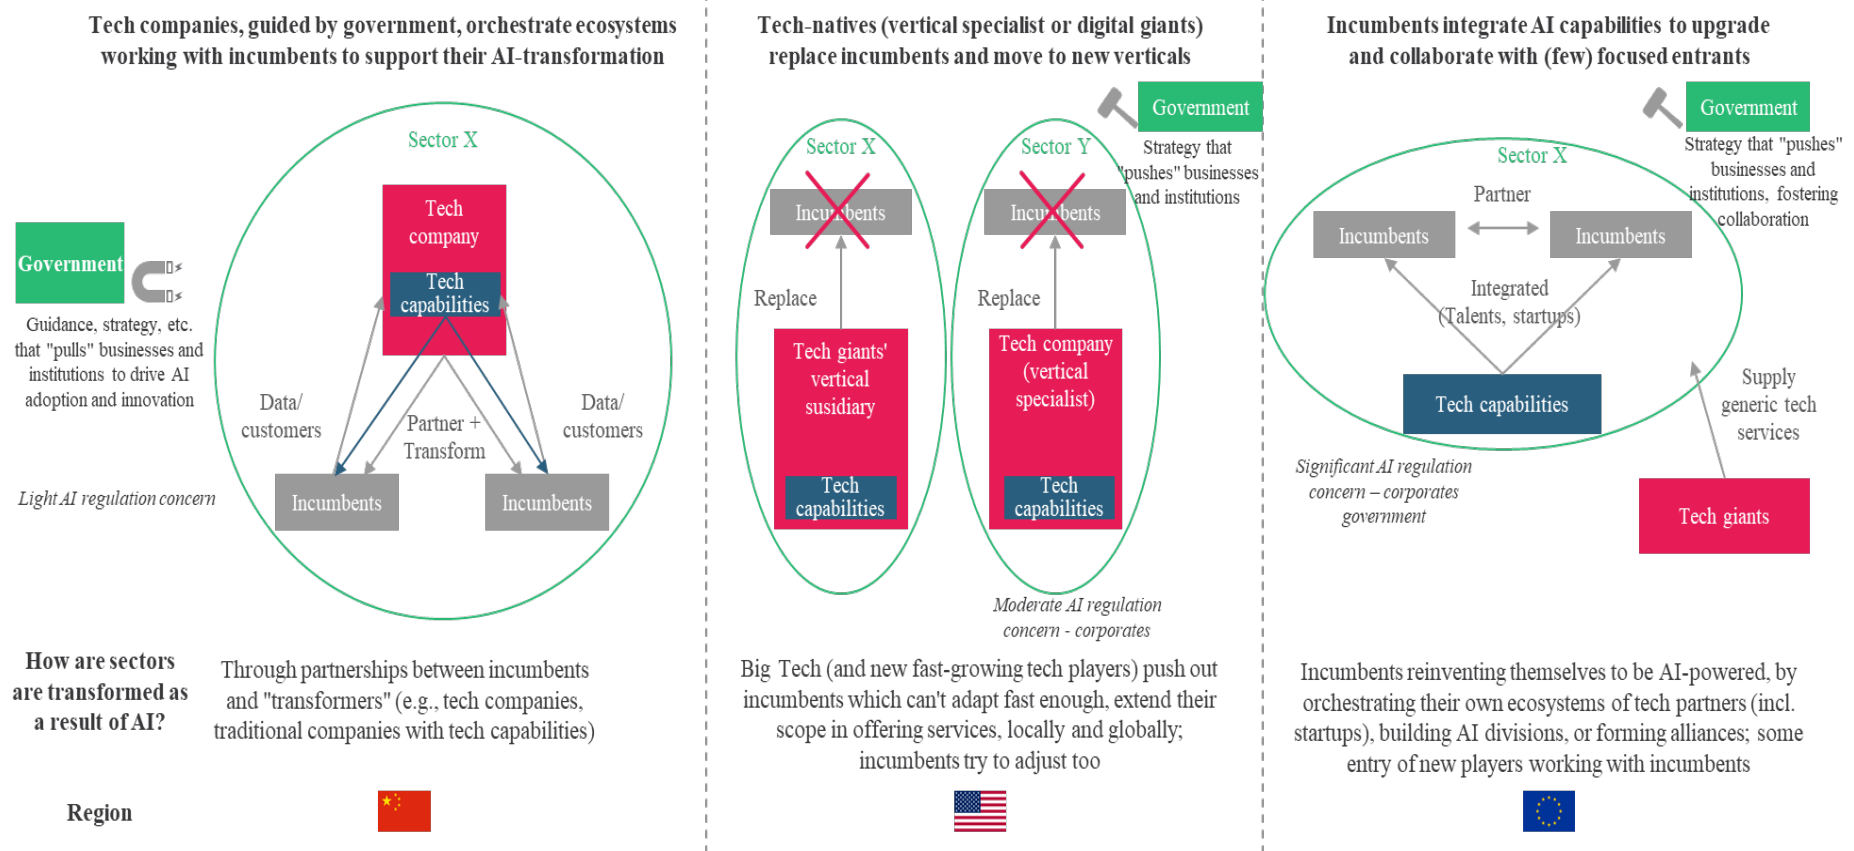 Tech companies, guided by government, orchestrate ecosystems
working with incumbents to support their AI-transformation
Sector X
Tech
company
Tech
capabilities
Government
Guidance, strategy, etc.
that "pulls" businesses and
institutions to drive AI
adoption and innovation
Data/
customers
Partner +
Transform
Data/
customers
Light AI regulation concern
Incumbents
Incumbents
Tech-natives (vertical specialist or digital giants)
replace incumbents and move to new verticals
Government
Strategy that
"pushes" businesses
and institutions
Sector X
Incumbents
Replace
Tech giants'
vertical
susidiary
Tech
capabilities
Sector Y
Incumbents
Replace
Tech company
(vertical
specialist)
Tech
capabilities
Moderate AI regulation
concern - corporates
Incumbents integrate AI capabilities to upgrade
and collaborate with (few) focused entrants
Government
Strategy that "pushes"
businesses and
institutions, fostering
collaboration
Sector X
Partner
Incumbents
Incumbents
Integrated
(Talents, startups)
Tech capabilities
Supply
generic tech
services
Significant AI regulation
concern – corporates
government
Tech giants
How are sectors
are transformed as
a result of AI?
Through partnerships between incumbents
and "transformers" (e.g., tech companies,
traditional companies with tech capabilities)
Big Tech (and new fast-growing tech players) push out
incumbents which can't adapt fast enough, extend their
scope in offering services, locally and globally;
incumbents try to adjust too
Incumbents reinventing themselves to be AI-powered, by
orchestrating their own ecosystems of tech partners (incl.
startups), building AI divisions, or forming alliances; some
entry of new players working with incumbents
Region